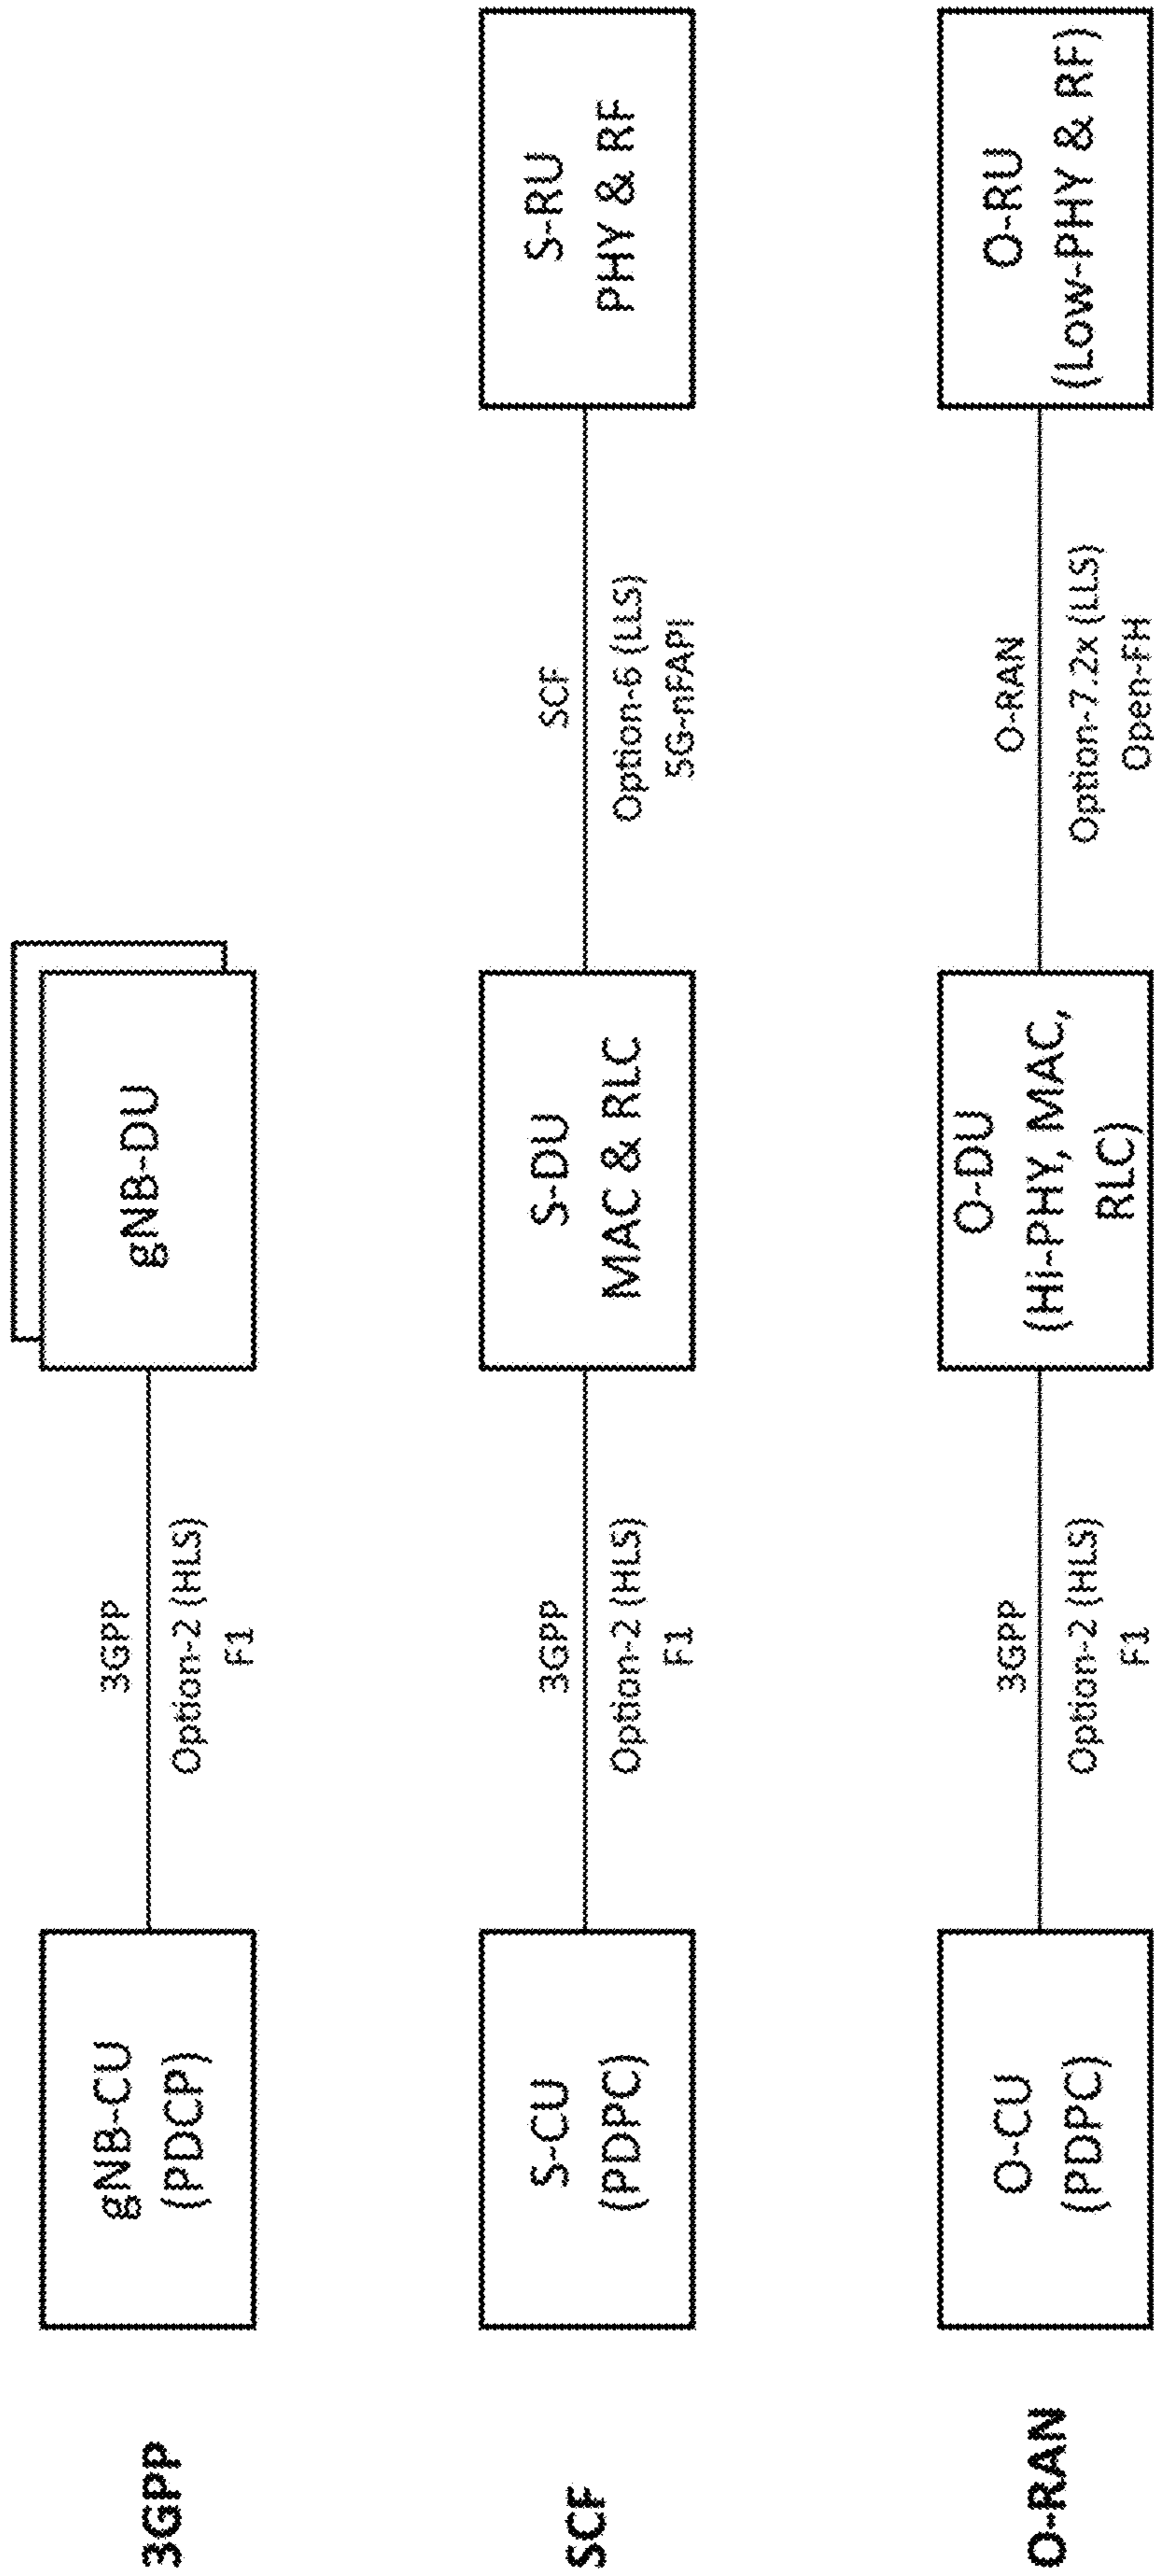 3GPP
gNB-CU
(PDCP)
3GPP
Option-2 (HLS)
F1
gNB-DU
SCF
S-CU
(PDPC)
3GPP
Option-2 (HLS)
F1
S-DU
MAC & RLC
SCF
Option-6 (LLS)
5G-nFAPI
S-RU
PHY & RF
O-RAN
O-CU
(PDPC)
3GPP
Option-2 (HLS)
F1
O-DU
(Hi-PHY, MAC,
RLC)
O-RAN
Option-7.2x (LLS)
Open-FH
O-RU
(Low-PHY & RF)